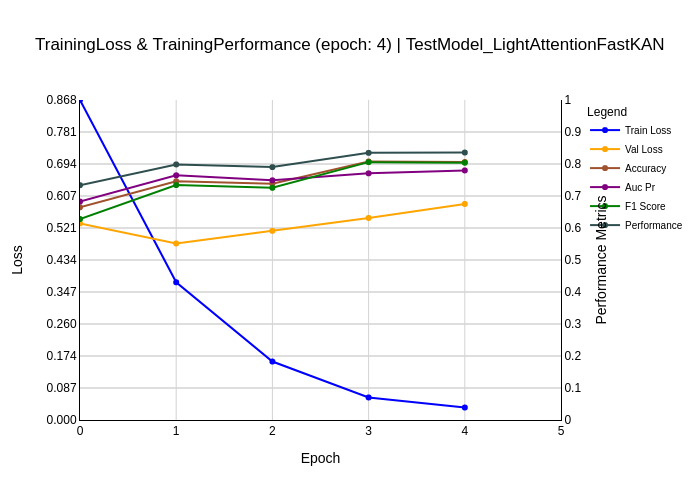 TrainingLoss & TrainingPerformance (epoch: 4) | TestModel_LightAttentionFastKAN
Loss
0.868
0.781
0.694
0.607
0.521
0.434
0.347
0.260
0.174
0.087
0.000
0 1 2 3 4 5
Epoch
1
0.9
0.8
0.7
0.6
0.5
0.4
0.3
0.2
0.1
0
Performance Metrics
Legend
Train Loss
Val Loss
Accuracy
Auc Pr
F1 Score
Performance